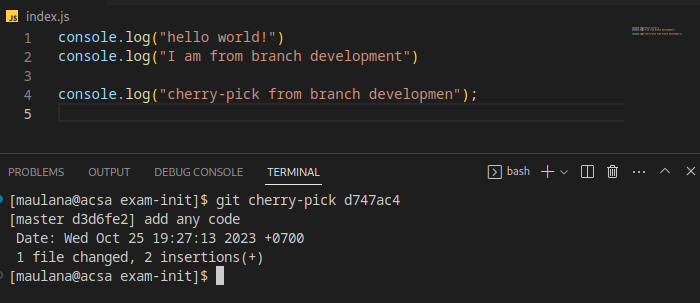 JS index.js
1 console.log("hello world!")
2 console.log("I am from branch development")
3
4 console.log("cherry-pick from branch developmen");
5
PROBLEMS OUTPUT DEBUG CONSOLE TERMINAL bash
[maulana@acsa exam-init]$ git cherry-pick d747ac4
[master d3d6fe2] add any code
Date: Wed Oct 25 19:27:13 2023 +0700
1 file changed, 2 insertions(+)
[maulana@acsa exam-init]$